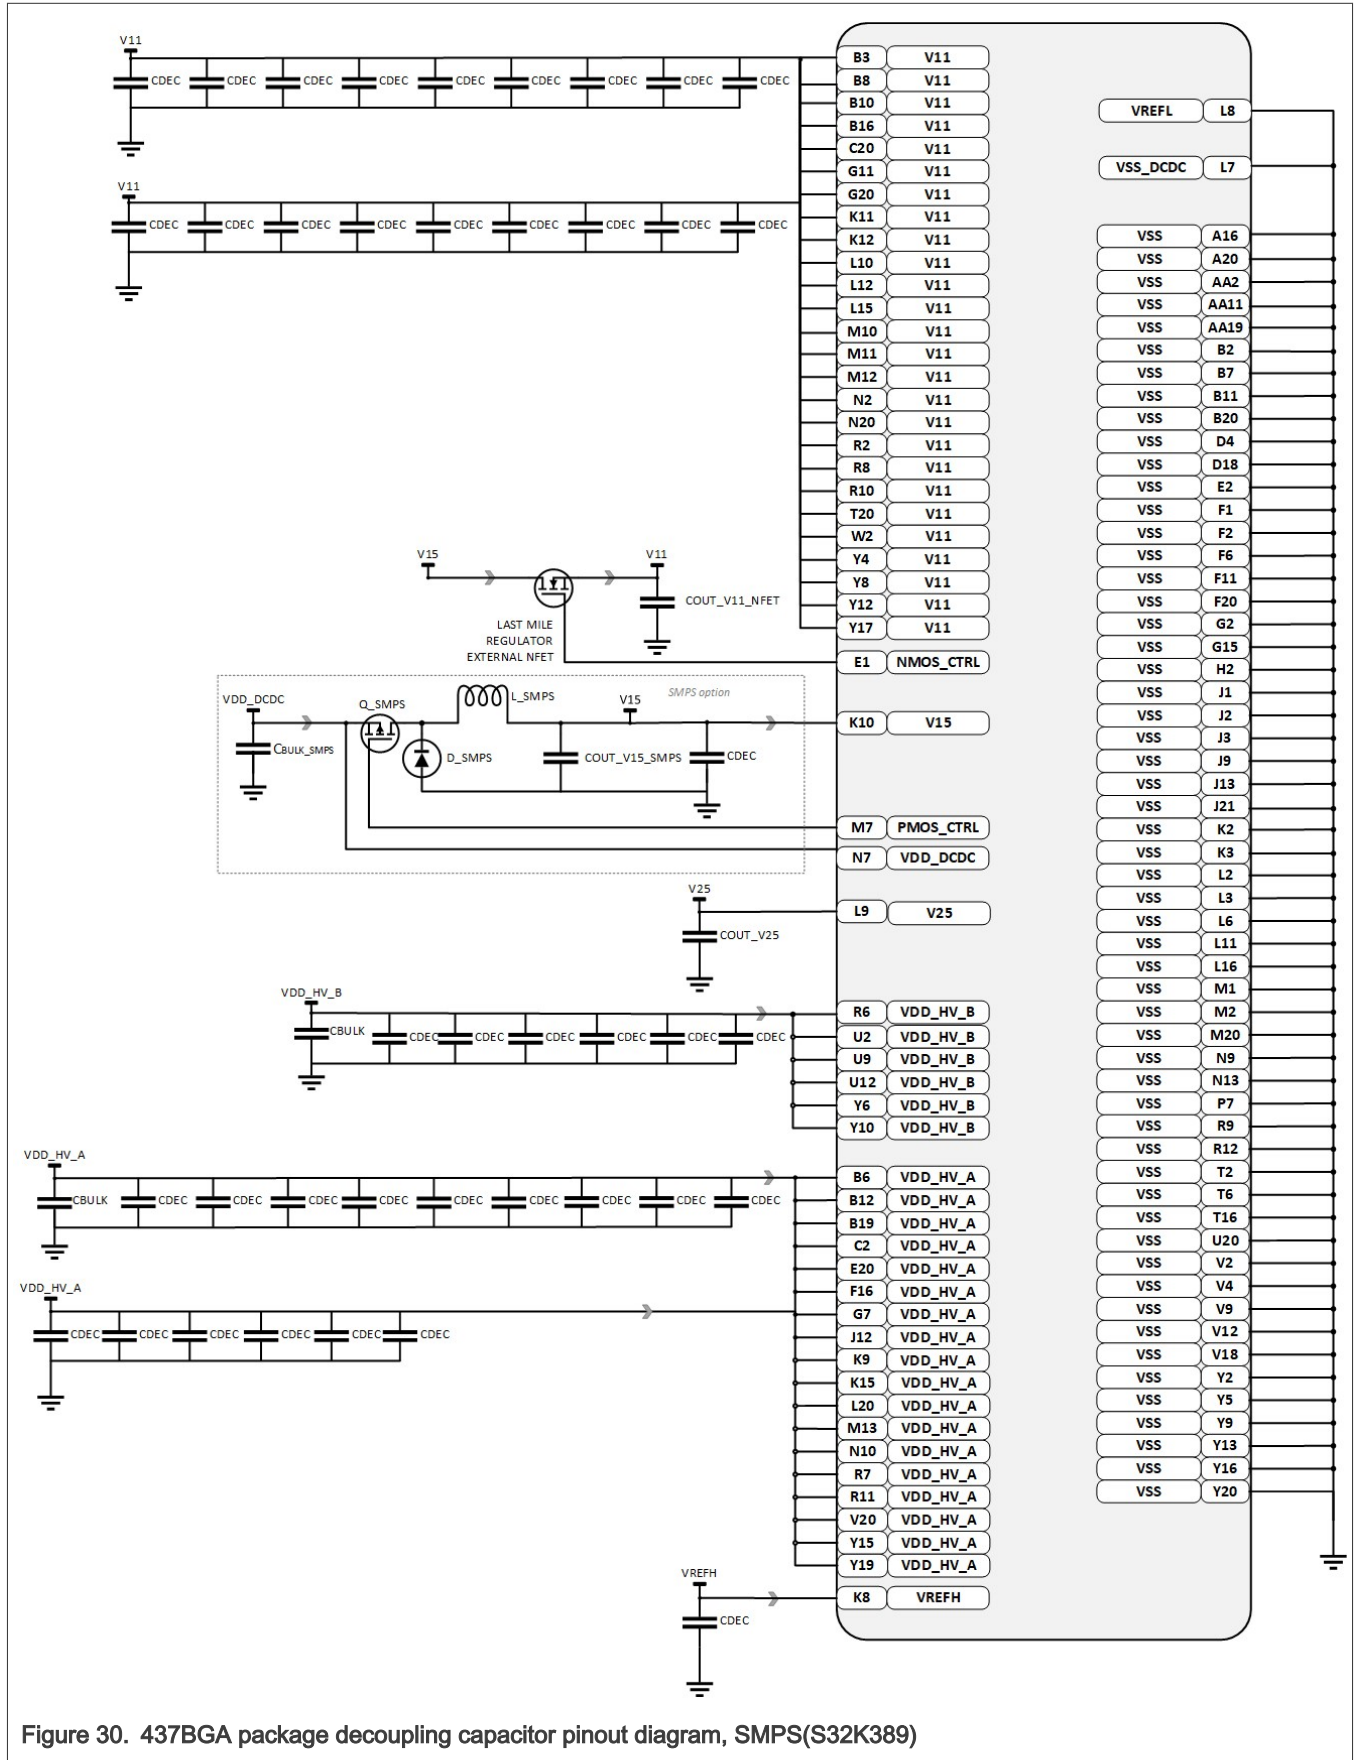 V11
CDEC CDEC CDEC CDEC CDEC CDEC CDEC CDEC CDEC
V11
CDEC CDEC CDEC CDEC CDEC CDEC CDEC CDEC CDEC
B3 V11
B8 V11
B10 V11
B16 V11
C20 V11
G11 V11
G20 V11
K11 V11
K12 V11
L10 V11
L12 V11
L15 V11
M10 V11
M11 V11
M12 V11
N2 V11
N20 V11
R2 V11
R8 V11
R10 V11
T20 V11
W2 V11
Y4 V11
Y8 V11
Y12 V11
Y17 V11
V15
V11
COUT_V11_NFET
LAST MILE
REGULATOR
EXTERNAL NFET
E1 NMOS_CTRL
SMPS option
VDD_DCDC
Q_SMPS
L_SMPS
V15
CBULK_SMPS
D_SMPS
COUT_V15_SMPS
CDEC
K10 V15
M7 PMOS_CTRL
N7 VDD_DCDC
V25
COUT_V25
L9 V25
VDD_HV_B
CBULK CDEC CDEC CDEC CDEC CDEC CDEC
R6 VDD_HV_B
U2 VDD_HV_B
U9 VDD_HV_B
U12 VDD_HV_B
Y6 VDD_HV_B
Y10 VDD_HV_B
VDD_HV_A
CBULK CDEC CDEC CDEC CDEC CDEC CDEC CDEC CDEC CDEC
VDD_HV_A
CDEC CDEC CDEC CDEC CDEC CDEC
B6 VDD_HV_A
B12 VDD_HV_A
B19 VDD_HV_A
C2 VDD_HV_A
E20 VDD_HV_A
F16 VDD_HV_A
G7 VDD_HV_A
J12 VDD_HV_A
K9 VDD_HV_A
K15 VDD_HV_A
L20 VDD_HV_A
M13 VDD_HV_A
N10 VDD_HV_A
R7 VDD_HV_A
R11 VDD_HV_A
V20 VDD_HV_A
Y15 VDD_HV_A
Y19 VDD_HV_A
VREFH
CDEC
K8 VREFH
VREFL L8
VSS_DCDC L7
VSS A16
VSS A20
VSS AA2
VSS AA11
VSS AA19
VSS B2
VSS B7
VSS B11
VSS B20
VSS D4
VSS D18
VSS E2
VSS F1
VSS F2
VSS F6
VSS F11
VSS F20
VSS G2
VSS G15
VSS H2
VSS J1
VSS J2
VSS J3
VSS J9
VSS J13
VSS J21
VSS K2
VSS K3
VSS L2
VSS L3
VSS L6
VSS L11
VSS L16
VSS M1
VSS M2
VSS M20
VSS N9
VSS N13
VSS P7
VSS R9
VSS R12
VSS T2
VSS T6
VSS T16
VSS U20
VSS V2
VSS V4
VSS V9
VSS V12
VSS V18
VSS Y2
VSS Y5
VSS Y9
VSS Y13
VSS Y16
VSS Y20
Figure 30. 437BGA package decoupling capacitor pinout diagram, SMPS(S32K389)